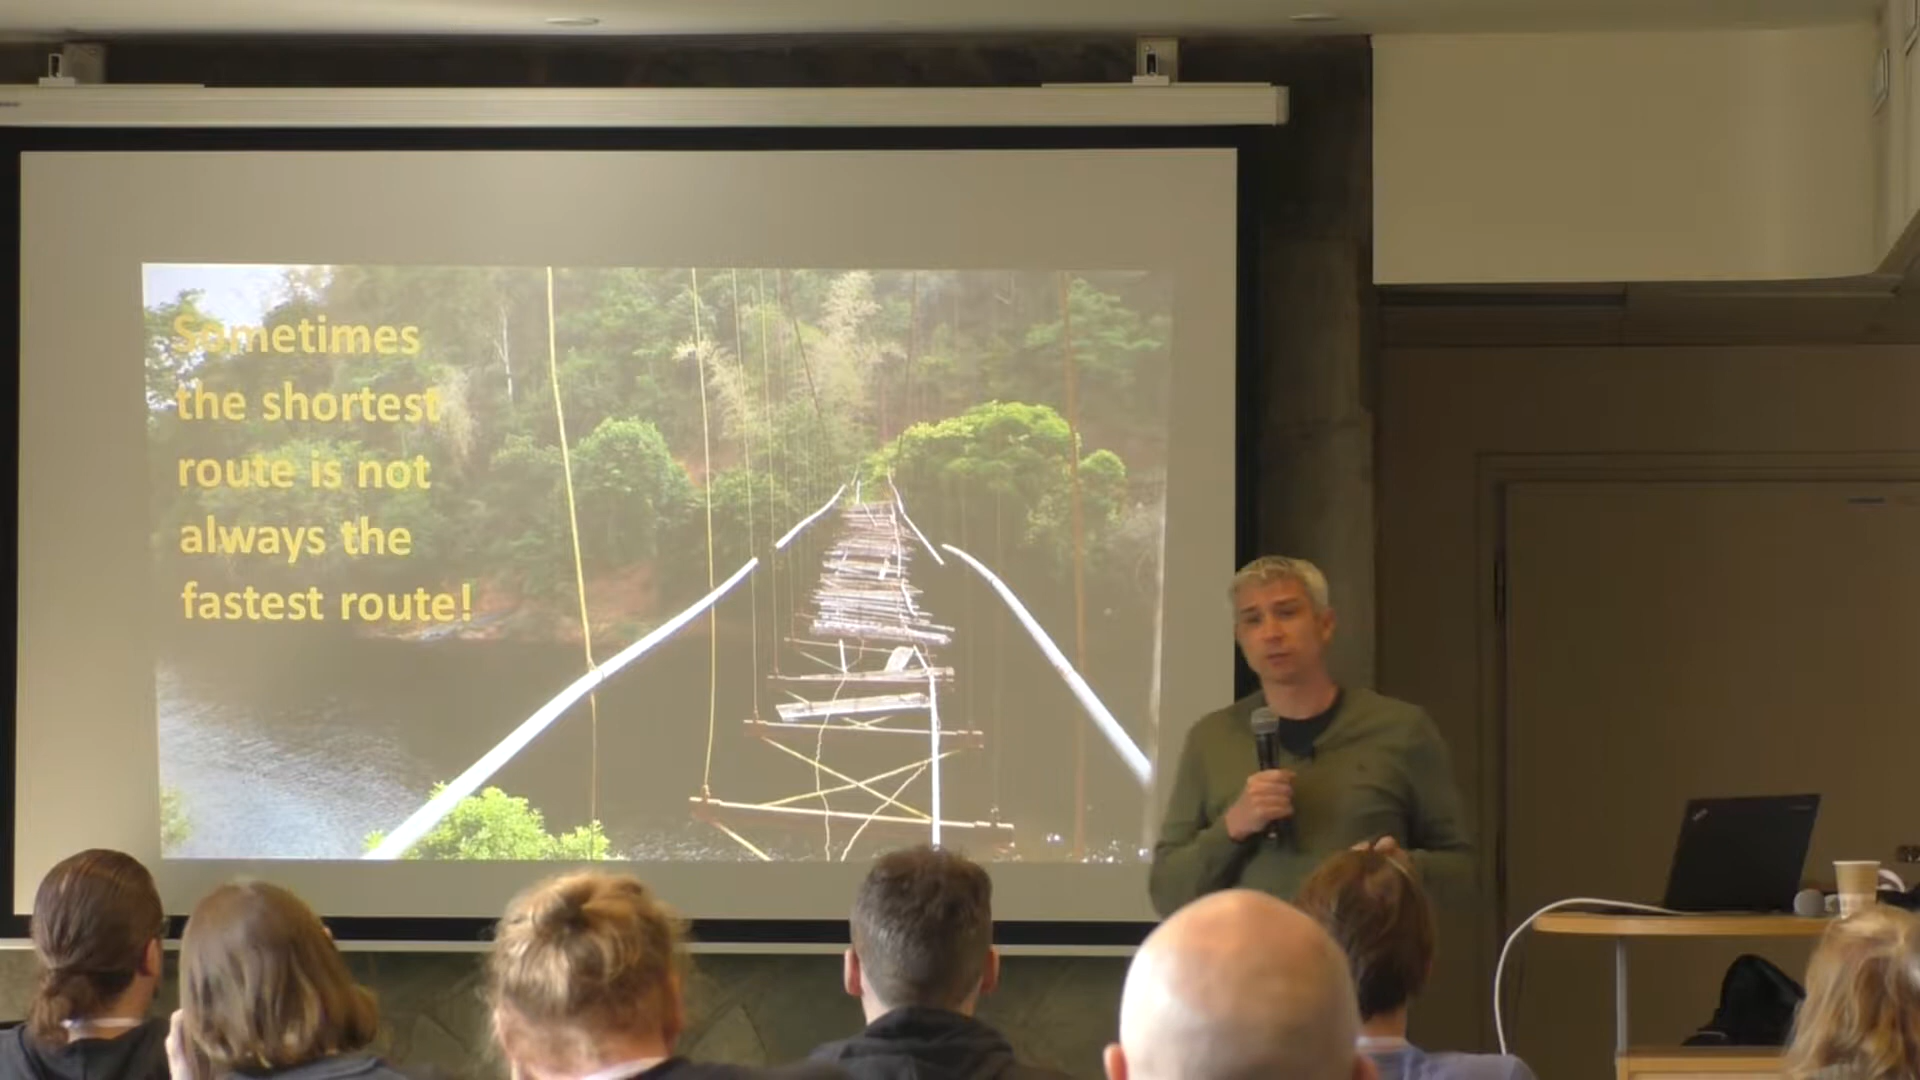 Sometimes
the shortest
route is not
always the
fastest route!